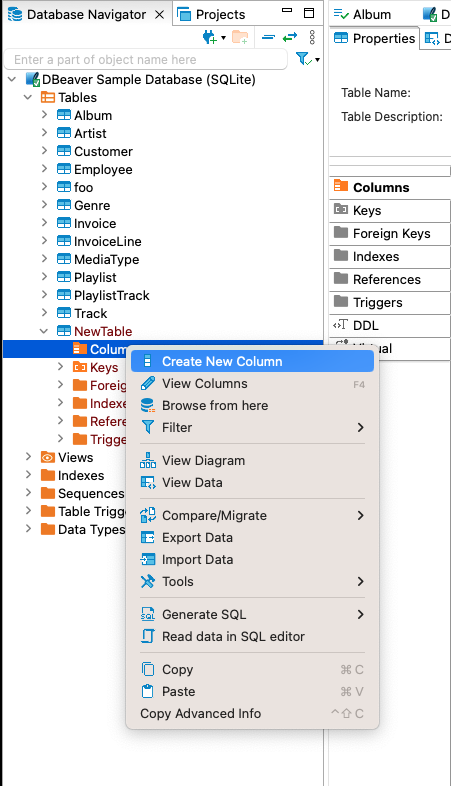 Database Navigator
Projects
Album
Enter a part of object name here
Properties
DBeaver Sample Database (SQLite)
Tables
Album
Artist
Customer
Employee
foo
Genre
Invoice
InvoiceLine
MediaType
Playlist
PlaylistTrack
Track
NewTable
Colum
Keys
Foreig
Indexe
Refere
Trigge
Views
Indexes
Sequences
Table Trigg
Data Types
Table Name:
Table Description:
Columns
Keys
Foreign Keys
Indexes
References
Triggers
DDL
Create New Column
View Columns F4
Browse from here
Filter
View Diagram
View Data
Compare/Migrate
Export Data
Import Data
Tools
Generate SQL
Read data in SQL editor
Copy ⌘ C
Paste ⌘ V
Copy Advanced Info ^⇧ C